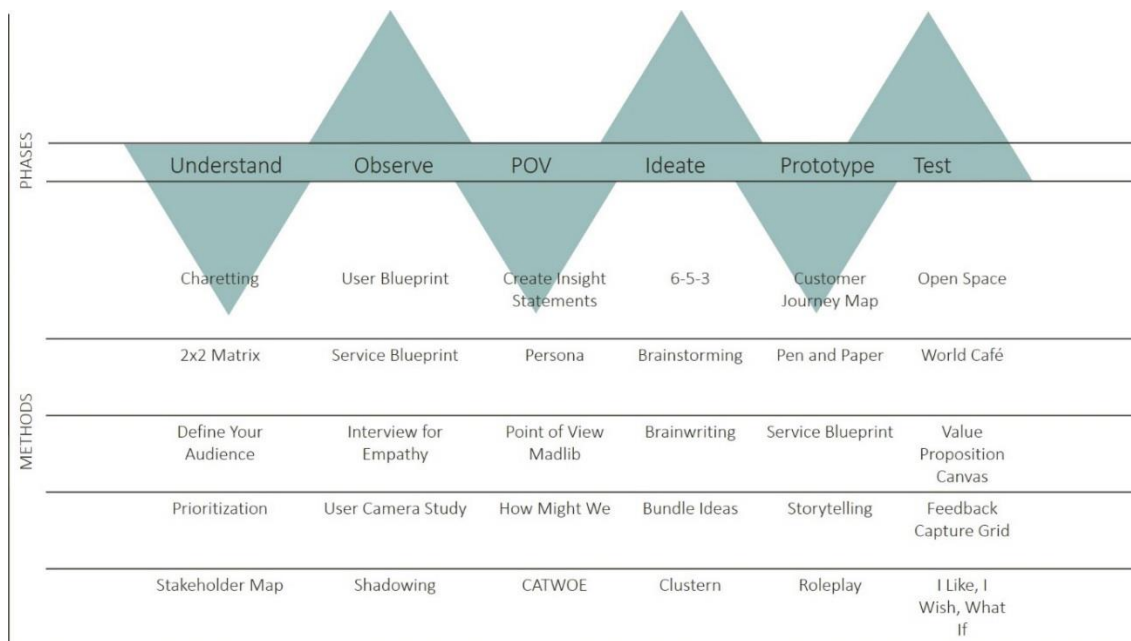 PHASES
Understand Observe POV Ideate Prototype Test
METHODS
Charetting User Blueprint Create Insight 6-5-3 Customer Open Space
Statements Journey Map
2x2 Matrix Service Blueprint Persona Brainstorming Pen and Paper World Café
Define Your Interview for Point of View Brainwriting Service Blueprint Value
Audience Empathy Madlib Proposition
Canvas
Prioritization User Camera Study How Might We Bundle Ideas Storytelling Feedback
Capture Grid
Stakeholder Map Shadowing CATWOE Clustern Roleplay I Like, I
Wish, What
If